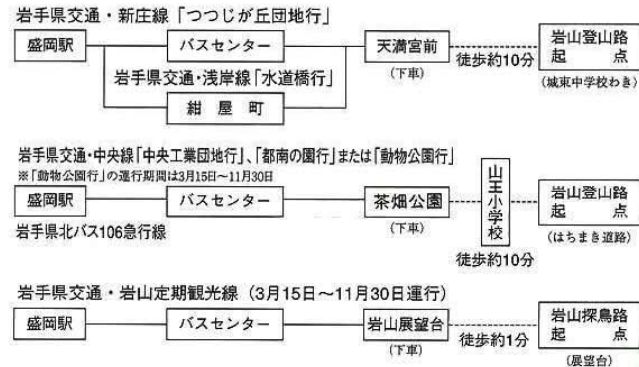 岩手県交通・新庄線「つつじが丘団地行」
盛岡駅
バスセンター
天満宮前
(下車)
徒歩約10分
岩山登山路
起 点
(城東中学校わき)
岩手県交通・浅岸線「水道橋行」
紺屋町
岩手県交通・中央線「中央工業団地行」、「都南の園行」または「動物公園行」
※「動物公園行」の運行期間は3月15日〜11月30日
盛岡駅
バスセンター
茶畑公園
(下車)
山王小学校
徒歩約10分
岩山登山路
起 点
(はちまき道路)
岩手県北バス106急行線
岩手県交通・岩山定期観光線(3月15日〜11月30日運行)
盛岡駅
バスセンター
岩山展望台
(下車)
徒歩約1分
岩山探鳥路
起 点
(展望台)